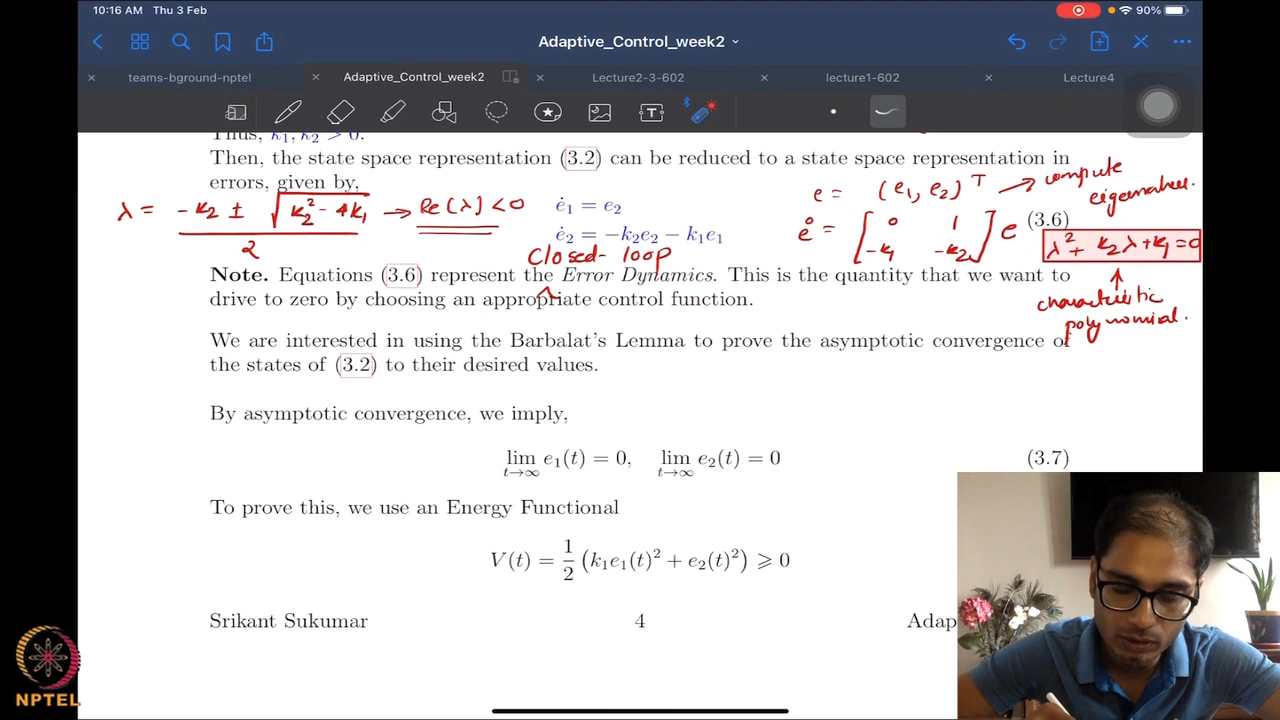 10:16 AM Thu 3 Feb
90%
Adaptive_Control_week2
teams-bground-nptel
Adaptive_Control_week2
Lecture2-3-602
lecture1-602
Lecture4
Thus, k₁, k₂ > 0.
Then, the state space representation (3.2) can be reduced to a state space representation in
errors, given by,
ė₁ = e₂
ė₂ = −k₂e₂ − k₁e₁
(3.6)
λ = (−k₂ ± √(k₂² − 4k₁)) / 2 → Re(λ) < 0
e = (e₁, e₂)ᵀ → compute
eigenvalues.
ė = [0 1; −k₁ −k₂] e
λ² + k₂λ + k₁ = 0
characteristic
polynomial.
closed-loop
Note. Equations (3.6) represent the Error Dynamics. This is the quantity that we want to
drive to zero by choosing an appropriate control function.
We are interested in using the Barbalat's Lemma to prove the asymptotic convergence of
the states of (3.2) to their desired values.
By asymptotic convergence, we imply,
lim t→∞ e₁(t) = 0, lim t→∞ e₂(t) = 0 (3.7)
To prove this, we use an Energy Functional
V(t) = 1/2 (k₁e₁(t)² + e₂(t)²) ⩾ 0
Srikant Sukumar 4 Adap
NPTEL